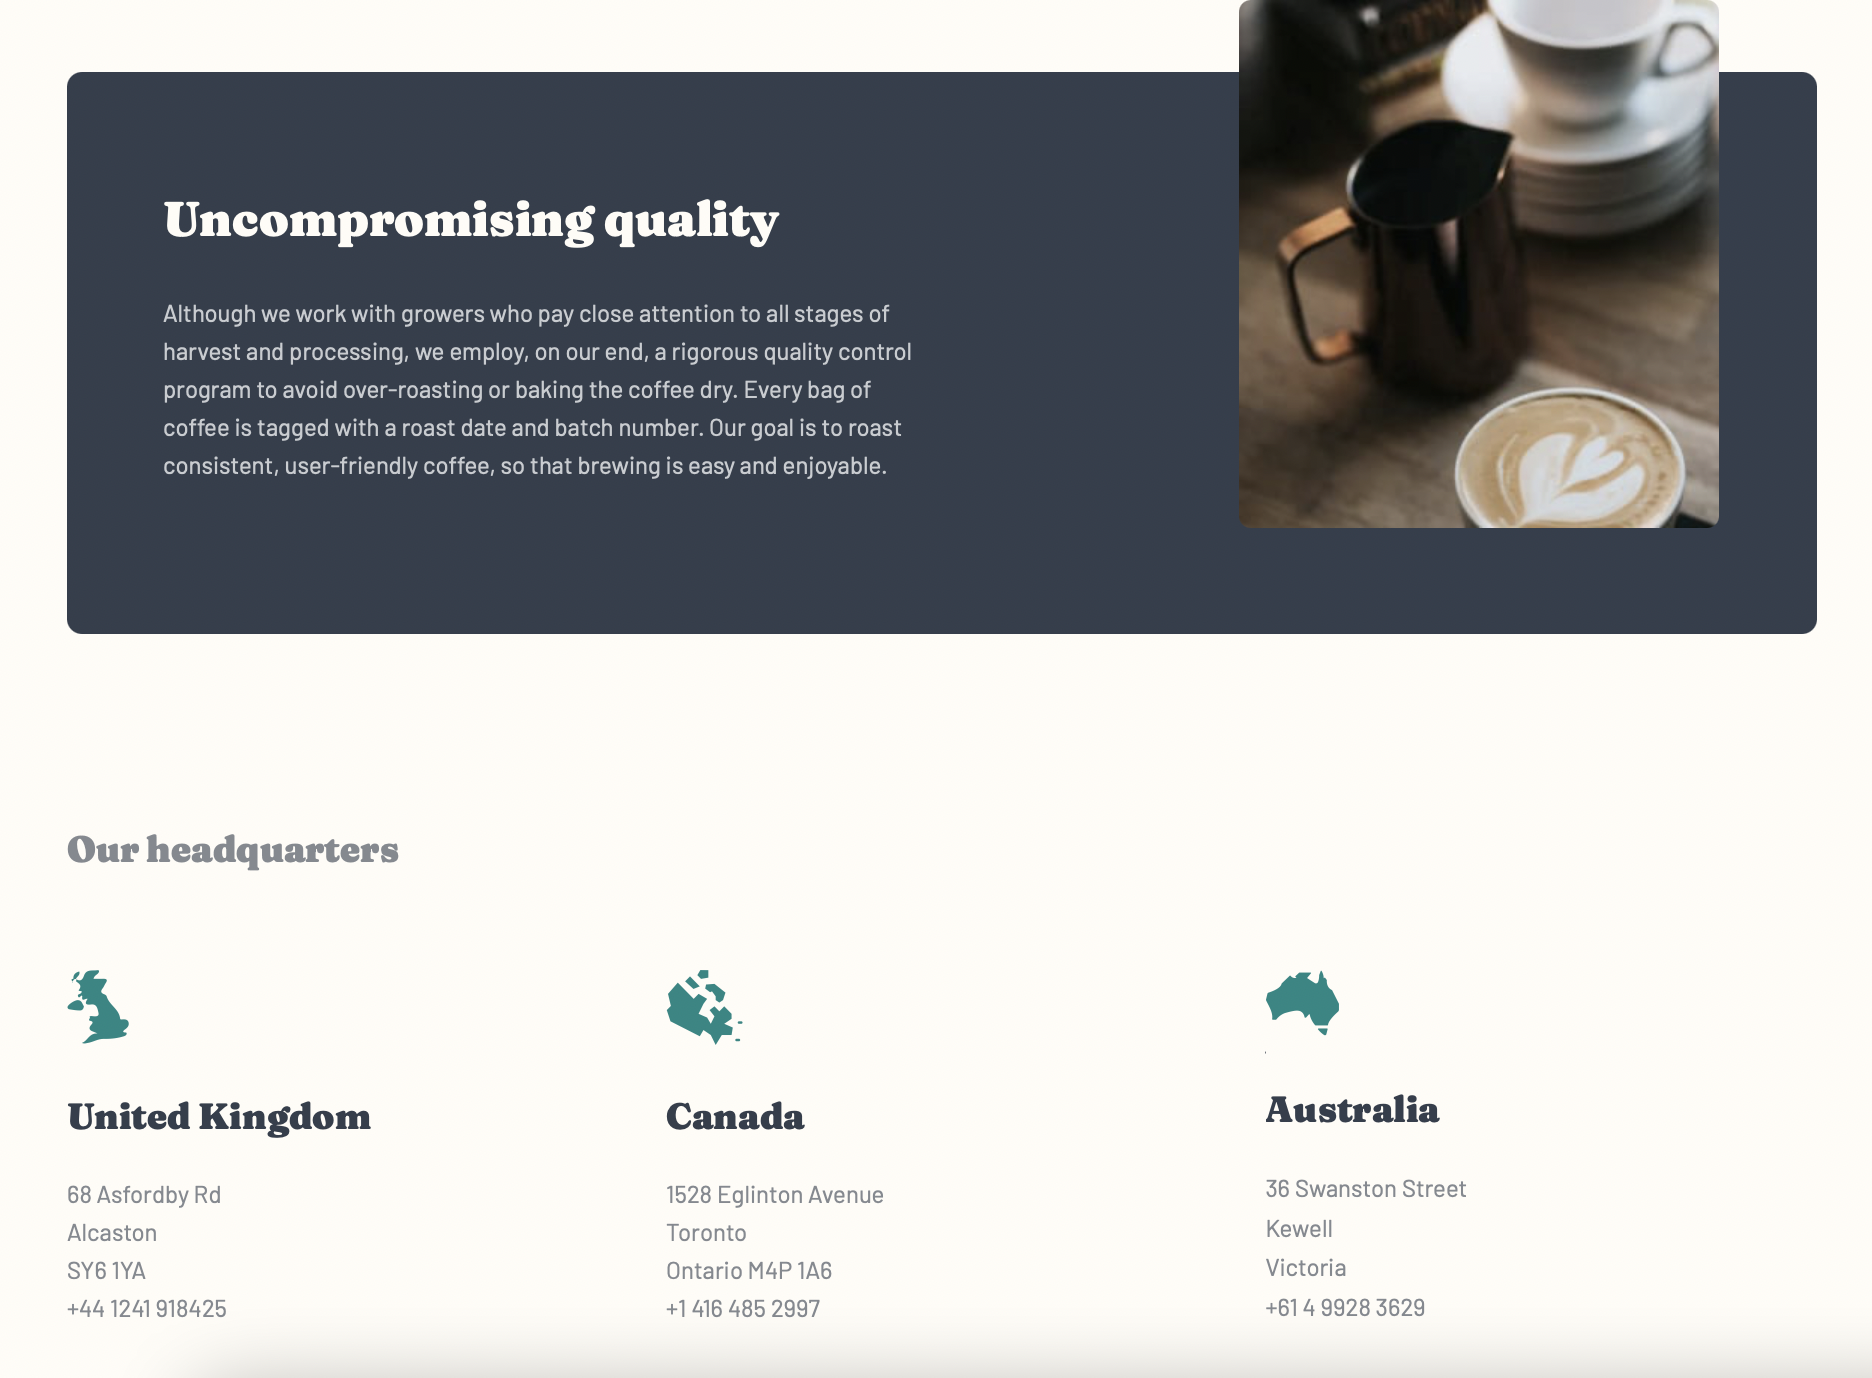 Uncompromising quality
Although we work with growers who pay close attention to all stages of
harvest and processing, we employ, on our end, a rigorous quality control
program to avoid over-roasting or baking the coffee dry. Every bag of
coffee is tagged with a roast date and batch number. Our goal is to roast
consistent, user-friendly coffee, so that brewing is easy and enjoyable.
Our headquarters
United Kingdom
68 Asfordby Rd
Alcaston
SY6 1YA
+44 1241 918425
Canada
1528 Eglinton Avenue
Toronto
Ontario M4P 1A6
+1 416 485 2997
Australia
36 Swanston Street
Kewell
Victoria
+61 4 9928 3629